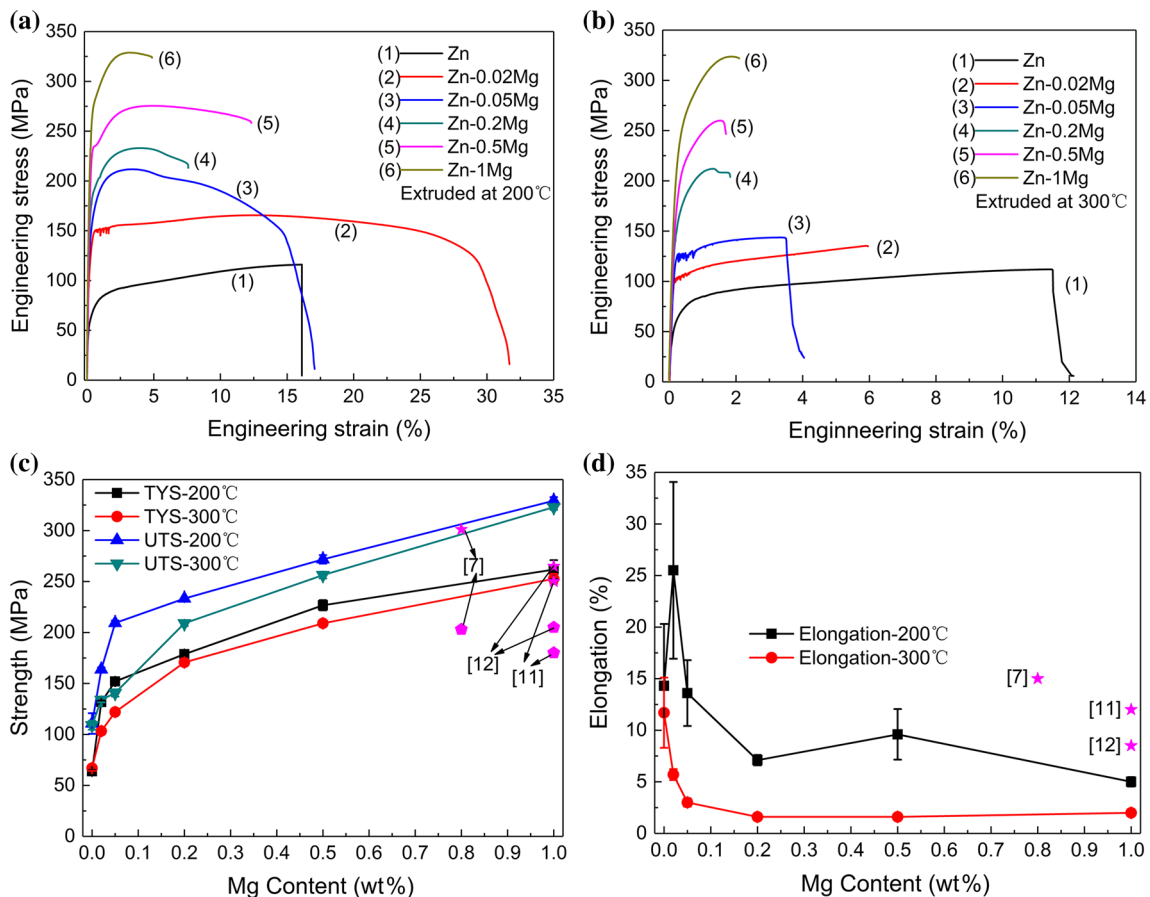 (a)
350
300
250
200
150
100
50
0
Engineering stress (MPa)
0 5 10 15 20 25 30 35
Engineering strain (%)
(6)
(5)
(4)
(3)
(2)
(1)
(1) Zn
(2) Zn-0.02Mg
(3) Zn-0.05Mg
(4) Zn-0.2Mg
(5) Zn-0.5Mg
(6) Zn-1Mg
Extruded at 200℃
(b)
350
300
250
200
150
100
50
0
Engineering stress (MPa)
0 2 4 6 8 10 12 14
Enginneering strain (%)
(6)
(5)
(4)
(3)
(2)
(1)
(1) Zn
(2) Zn-0.02Mg
(3) Zn-0.05Mg
(4) Zn-0.2Mg
(5) Zn-0.5Mg
(6) Zn-1Mg
Extruded at 300℃
(c)
350
300
250
200
150
100
50
0
Strength (MPa)
0.0 0.1 0.2 0.3 0.4 0.5 0.6 0.7 0.8 0.9 1.0
Mg Content (wt%)
TYS-200℃
TYS-300℃
UTS-200℃
UTS-300℃
[7]
[12]
[11]
(d)
35
30
25
20
15
10
5
0
Elongation (%)
0.0 0.1 0.2 0.3 0.4 0.5 0.6 0.7 0.8 0.9 1.0
Mg Content (wt%)
Elongation-200℃
Elongation-300℃
[7]
[11]
[12]